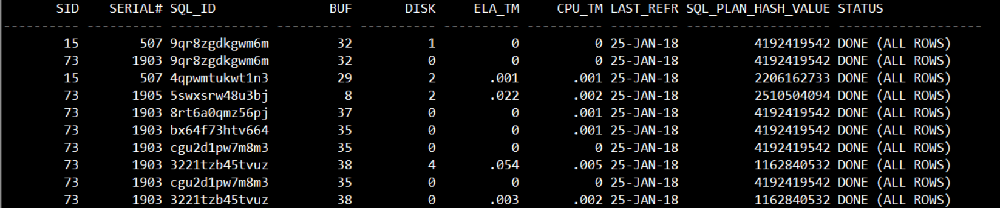 SID SERIAL# SQL_ID BUF DISK ELA_TM CPU_TM LAST_REFR SQL_PLAN_HASH_VALUE STATUS
---------- ---------- ------------- ---------- ---------- ---------- ---------- --------- ------------------- -------------------
15 507 9qr8zgdkgwm6m 32 1 0 0 25-JAN-18 4192419542 DONE (ALL ROWS)
73 1903 9qr8zgdkgwm6m 32 0 0 0 25-JAN-18 4192419542 DONE (ALL ROWS)
15 507 4qpwmtukwt1n3 29 2 .001 .001 25-JAN-18 2206162733 DONE (ALL ROWS)
73 1905 5swxsrw48u3bj 8 2 .022 .002 25-JAN-18 2510504094 DONE (ALL ROWS)
73 1903 8rt6a0qmz56pj 37 0 0 .001 25-JAN-18 4192419542 DONE (ALL ROWS)
73 1903 bx64f73htv664 35 0 0 .001 25-JAN-18 4192419542 DONE (ALL ROWS)
73 1903 cgu2d1pw7m8m3 35 0 0 0 25-JAN-18 4192419542 DONE (ALL ROWS)
73 1903 3221tzb45tvuz 38 4 .054 .005 25-JAN-18 1162840532 DONE (ALL ROWS)
73 1903 cgu2d1pw7m8m3 35 0 0 0 25-JAN-18 4192419542 DONE (ALL ROWS)
73 1903 3221tzb45tvuz 38 0 .003 .002 25-JAN-18 1162840532 DONE (ALL ROWS)